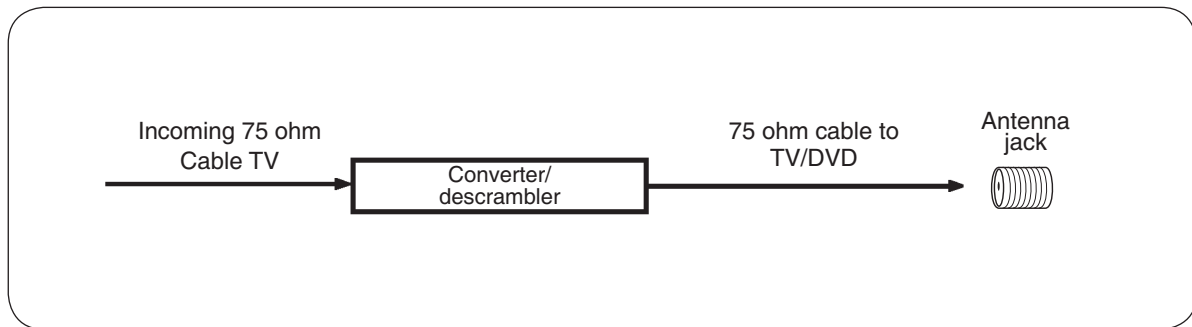 Incoming 75 ohm
Cable TV
Converter/
descrambler
75 ohm cable to
TV/DVD
Antenna
jack